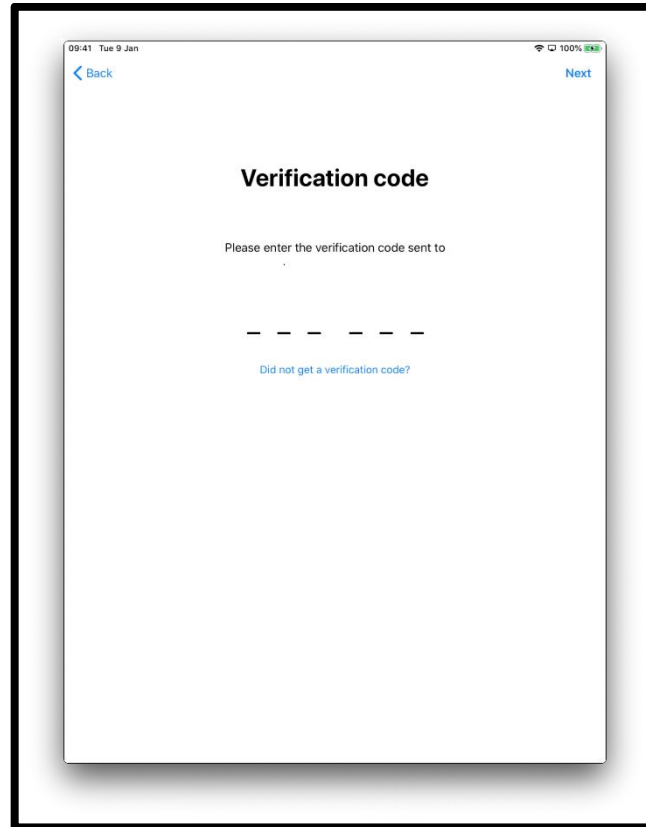 09:41 Tue 9 Jan 100%
Back Next
Verification code
Please enter the verification code sent to
Did not get a verification code?